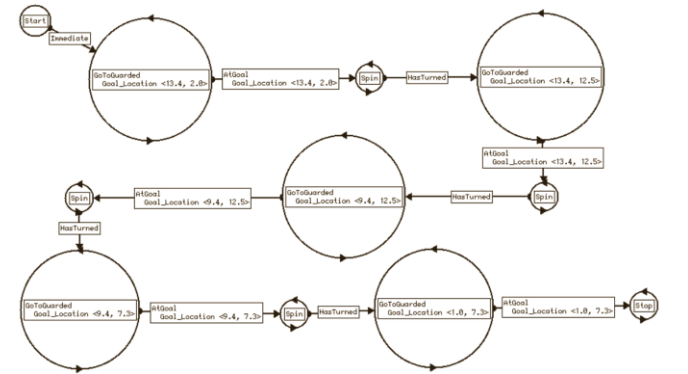 Start
Immediate
GoToGuarded
Goal_Location <13.4, 2.0>
AtGoal
Goal_Location <13.4, 2.0>
Spin
HasTurned
GoToGuarded
Goal_Location <13.4, 12.5>
AtGoal
Goal_Location <13.4, 12.5>
Spin
HasTurned
GoToGuarded
Goal_Location <9.4, 12.5>
AtGoal
Goal_Location <9.4, 12.5>
Spin
HasTurned
GoToGuarded
Goal_Location <9.4, 7.3>
AtGoal
Goal_Location <9.4, 7.3>
Spin
HasTurned
GoToGuarded
Goal_Location <1.0, 7.3>
AtGoal
Goal_Location <1.0, 7.3>
Stop